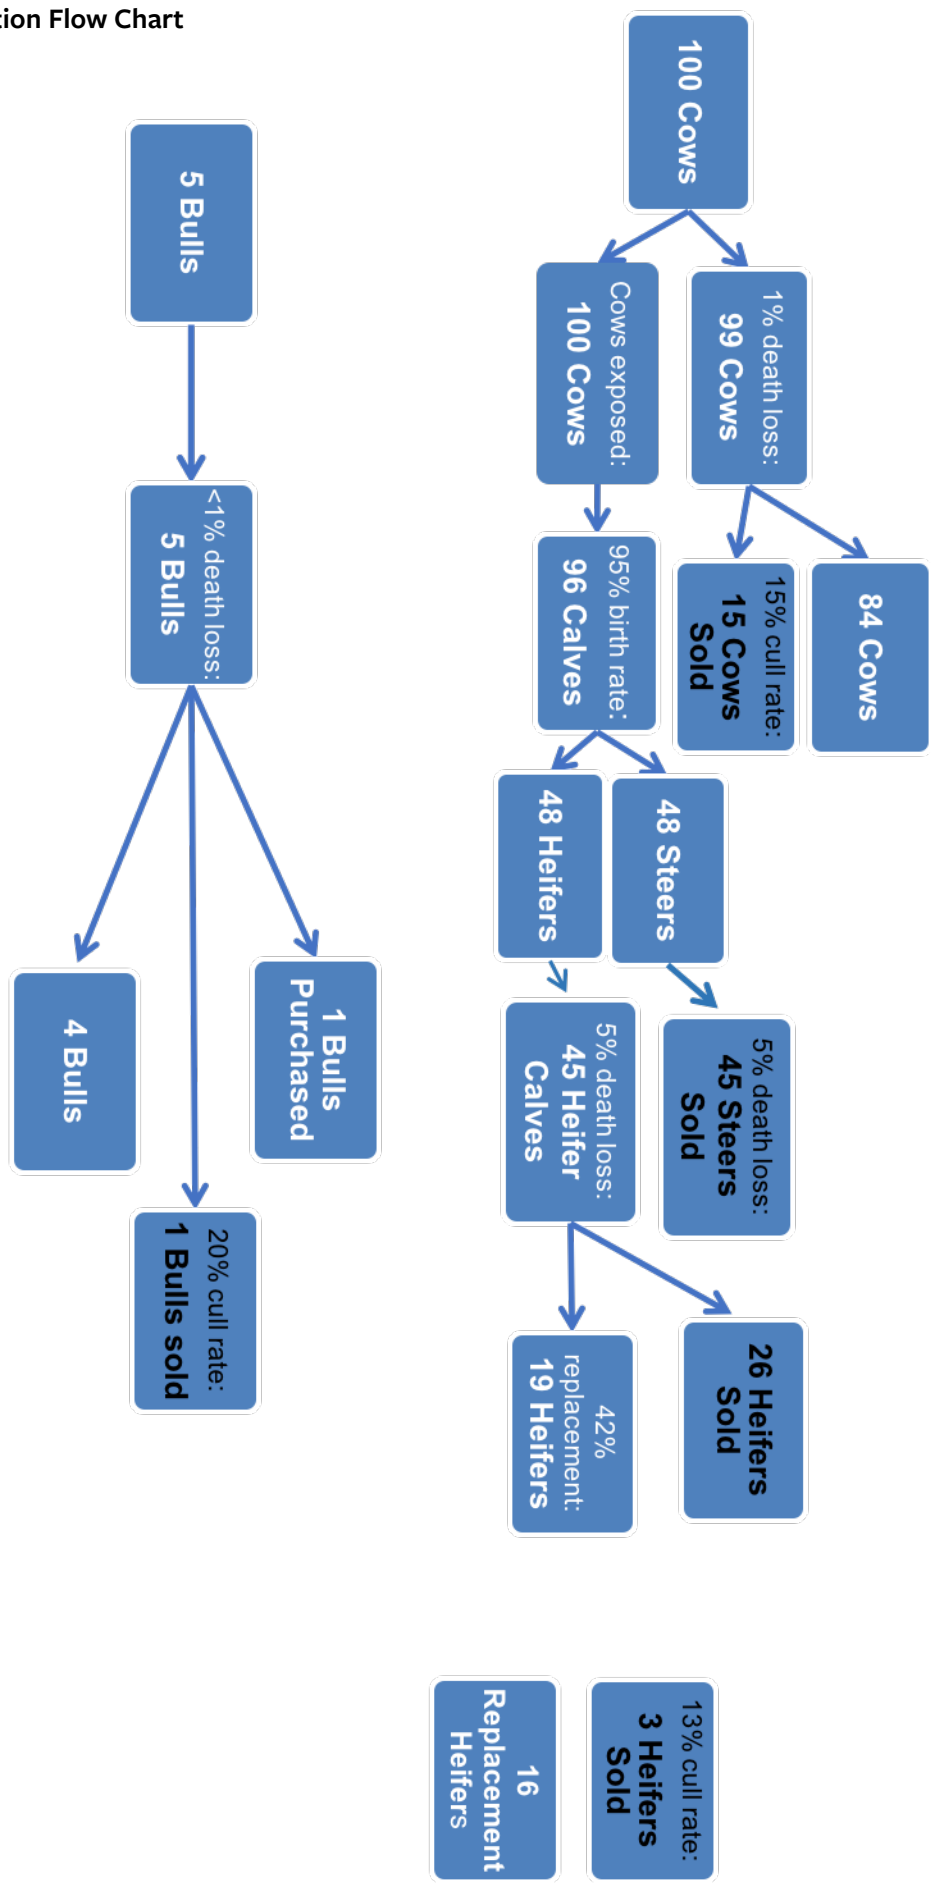 tion Flow Chart
100 Cows
1% death loss:
99 Cows
Cows exposed:
100 Cows
84 Cows
15% cull rate:
15 Cows
Sold
95% birth rate:
96 Calves
48 Steers
48 Heifers
5% death loss:
45 Steers
Sold
5% death loss:
45 Heifer
Calves
26 Heifers
Sold
42%
replacement:
19 Heifers
13% cull rate:
3 Heifers
Sold
16
Replacement
Heifers
5 Bulls
<1% death loss:
5 Bulls
1 Bulls
Purchased
20% cull rate:
1 Bulls sold
4 Bulls